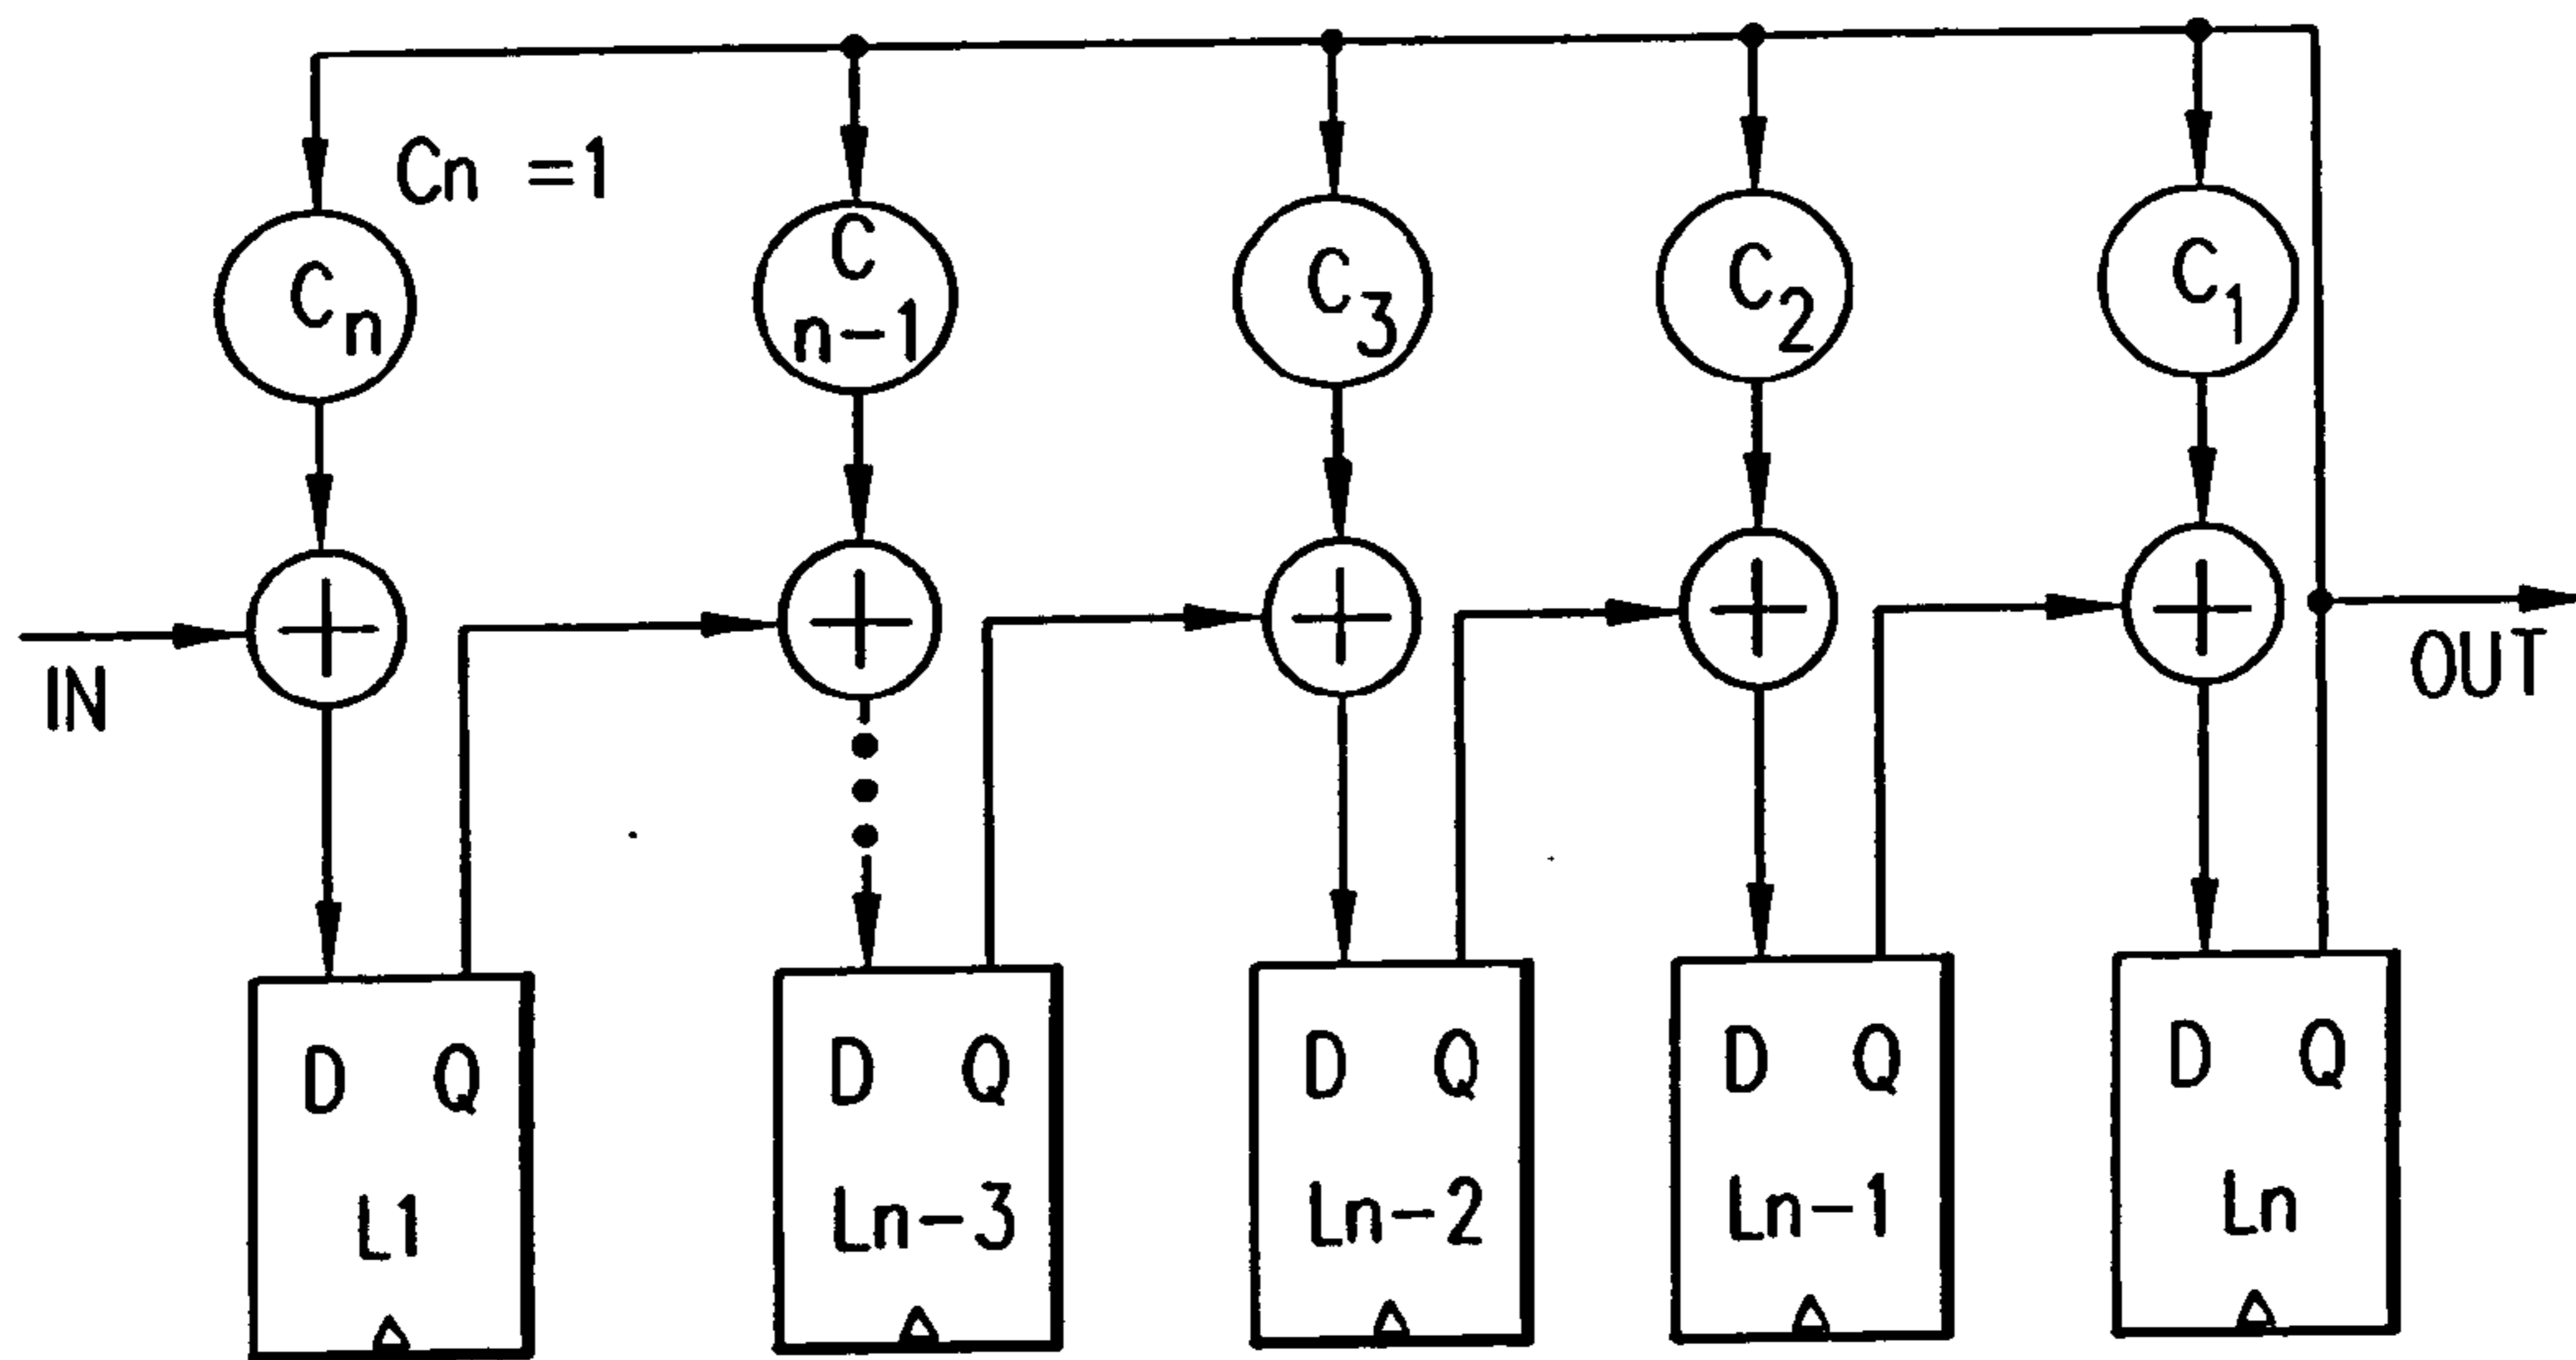 Cn =1
Cn
C
n-1
C3
C2
C1
IN
OUT
D Q
L1
D Q
Ln-3
D Q
Ln-2
D Q
Ln-1
D Q
Ln